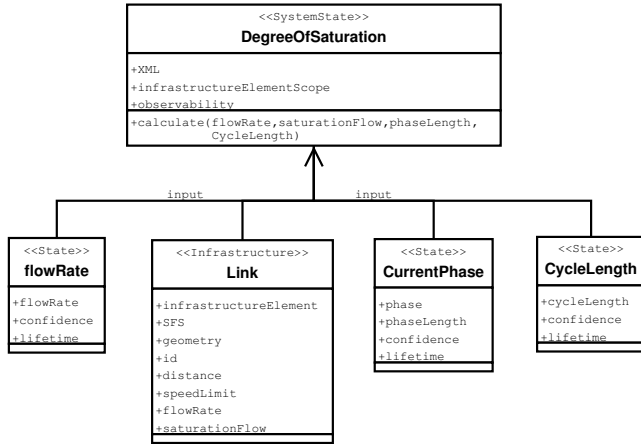 <<SystemState>>
DegreeOfSaturation
+XML
+infrastructureElementScope
+observability
+calculate(flowRate,saturationFlow,phaseLength,
CycleLength)
input
input
<<State>>
flowRate
+flowRate
+confidence
+lifetime
<<Infrastructure>>
Link
+infrastructureElement
+SFS
+geometry
+id
+distance
+speedLimit
+flowRate
+saturationFlow
<<State>>
CurrentPhase
+phase
+phaseLength
+confidence
+lifetime
<<State>>
CycleLength
+cycleLength
+confidence
+lifetime